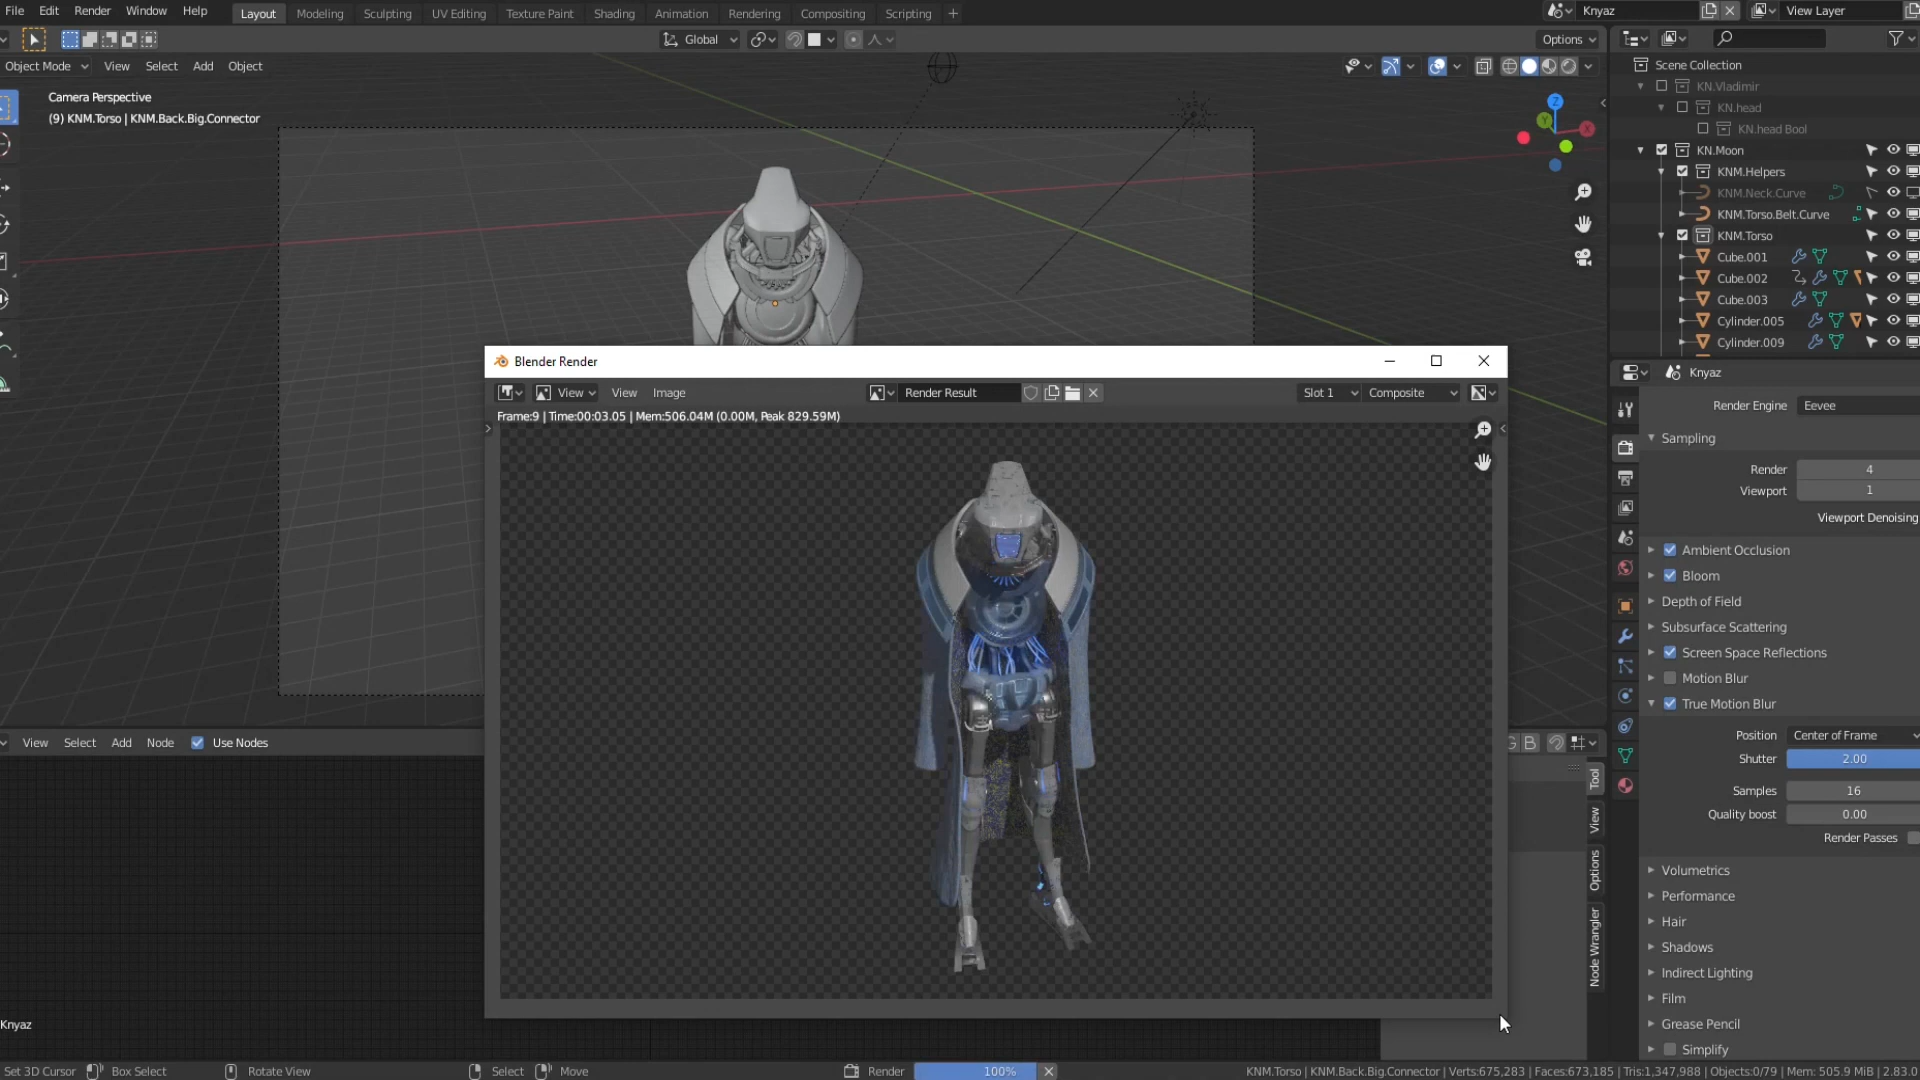 File Edit Render Window Help Layout Modeling Sculpting UV Editing Texture Paint Shading Animation Rendering Compositing Scripting + Knyaz View Layer
Global Options
Object Mode View Select Add Object
Camera Perspective
(9) KNM.Torso | KNM.Back.Big.Connector
Z
Y
X
Scene Collection
KN.Vladimir
KN.head
KN.head Bool
KN.Moon
KNM.Helpers
KNM.Neck.Curve
KNM.Torso.Belt.Curve
KNM.Torso
Cube.001
Cube.002
Cube.003
Cylinder.005
Cylinder.009
Blender Render
View View Image Render Result Slot 1 Composite
Frame:9 | Time:00:03.05 | Mem:506.04M (0.00M, Peak 829.59M)
Knyaz
Render Engine Eevee
Sampling
Render 4
Viewport 1
Viewport Denoising
Ambient Occlusion
Bloom
Depth of Field
Subsurface Scattering
Screen Space Reflections
Motion Blur
True Motion Blur
Position Center of Frame
Shutter 2.00
Samples 16
Quality boost 0.00
Render Passes
Volumetrics
Performance
Hair
Shadows
Indirect Lighting
Film
Grease Pencil
Simplify
View Select Add Node Use Nodes
G B
Tool
View
Options
Node Wrangler
Knyaz
Set 3D Cursor Box Select Rotate View Select Move Render 100% KNM.Torso | KNM.Back.Big.Connector | Verts:675,283 | Faces:673,185 | Tris:1,347,988 | Objects:0/79 | Mem: 505.9 MiB | 2.83.0